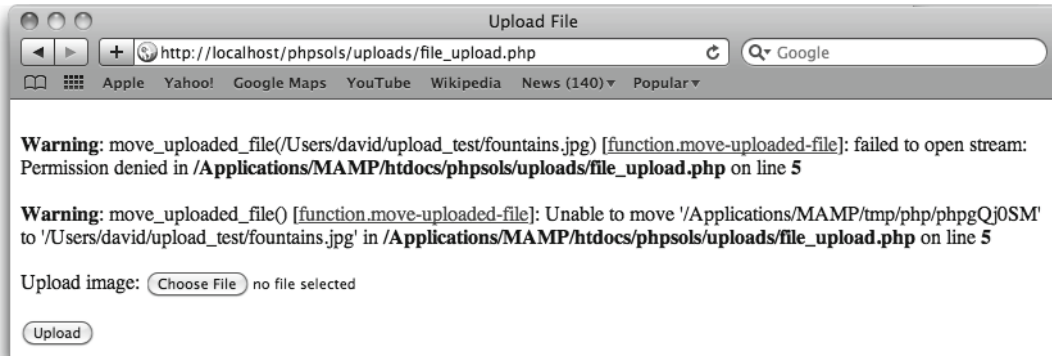 Upload File
http://localhost/phpsols/uploads/file_upload.php
Google
Apple Yahoo! Google Maps YouTube Wikipedia News (140) Popular
Warning: move_uploaded_file(/Users/david/upload_test/fountains.jpg) [function.move-uploaded-file]: failed to open stream:
Permission denied in /Applications/MAMP/htdocs/phpsols/uploads/file_upload.php on line 5
Warning: move_uploaded_file() [function.move-uploaded-file]: Unable to move '/Applications/MAMP/tmp/php/phpgQj0SM'
to '/Users/david/upload_test/fountains.jpg' in /Applications/MAMP/htdocs/phpsols/uploads/file_upload.php on line 5
Upload image: Choose File no file selected
Upload